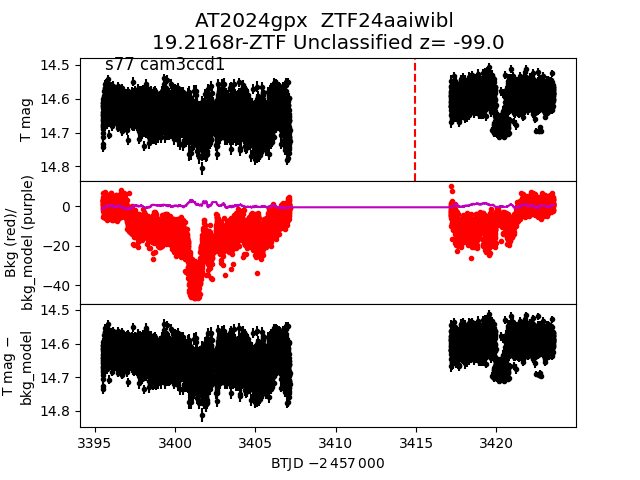 AT2024gpx  ZTF24aaiwibl
19.2168r-ZTF Unclassified z= -99.0
s77 cam3ccd1
14.5
14.6
14.7
14.8
T mag
0
−20
−40
Bkg (red)/
bkg_model (purple)
14.5
14.6
14.7
14.8
T mag −
bkg_model
3395 3400 3405 3410 3415 3420
BTJD −2 457 000